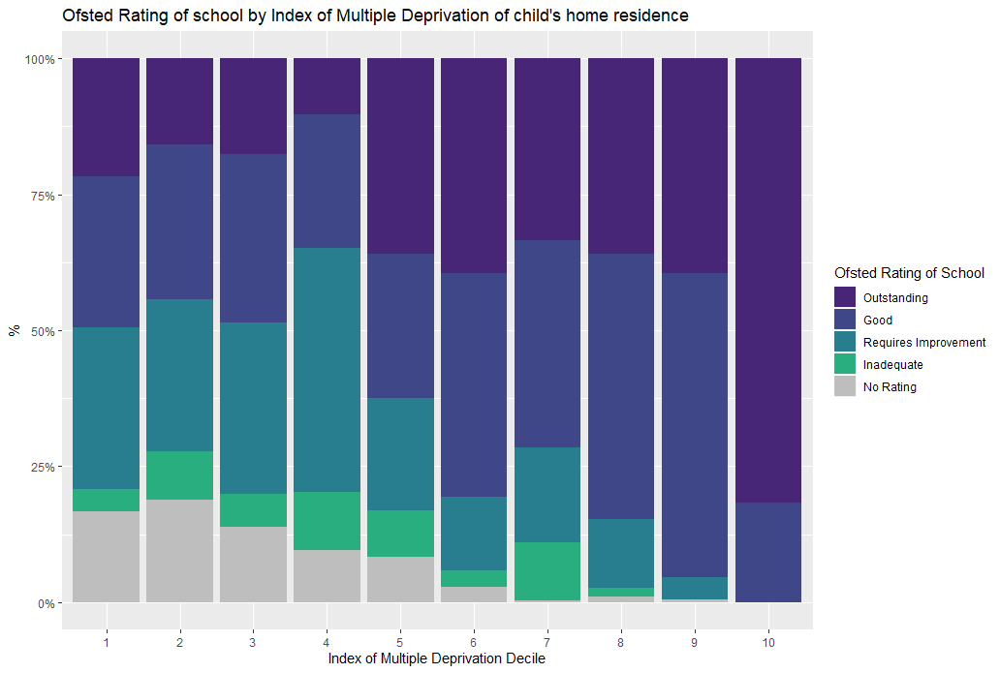 Ofsted Rating of school by Index of Multiple Deprivation of child's home residence
100%
75%
50%
25%
0%
%
1 2 3 4 5 6 7 8 9 10
Index of Multiple Deprivation Decile
Ofsted Rating of School
Outstanding
Good
Requires Improvement
Inadequate
No Rating